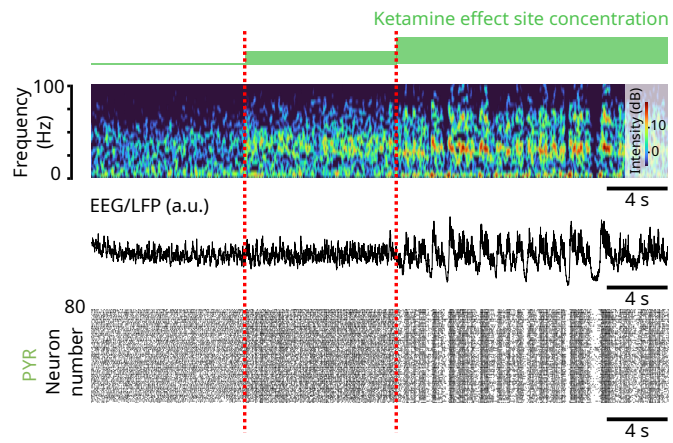 Ketamine effect site concentration
100
Frequency
(Hz)
0
Intensity (dB)
10
0
4 s
EEG/LFP (a.u.)
4 s
80
PYR
Neuron
number
4 s